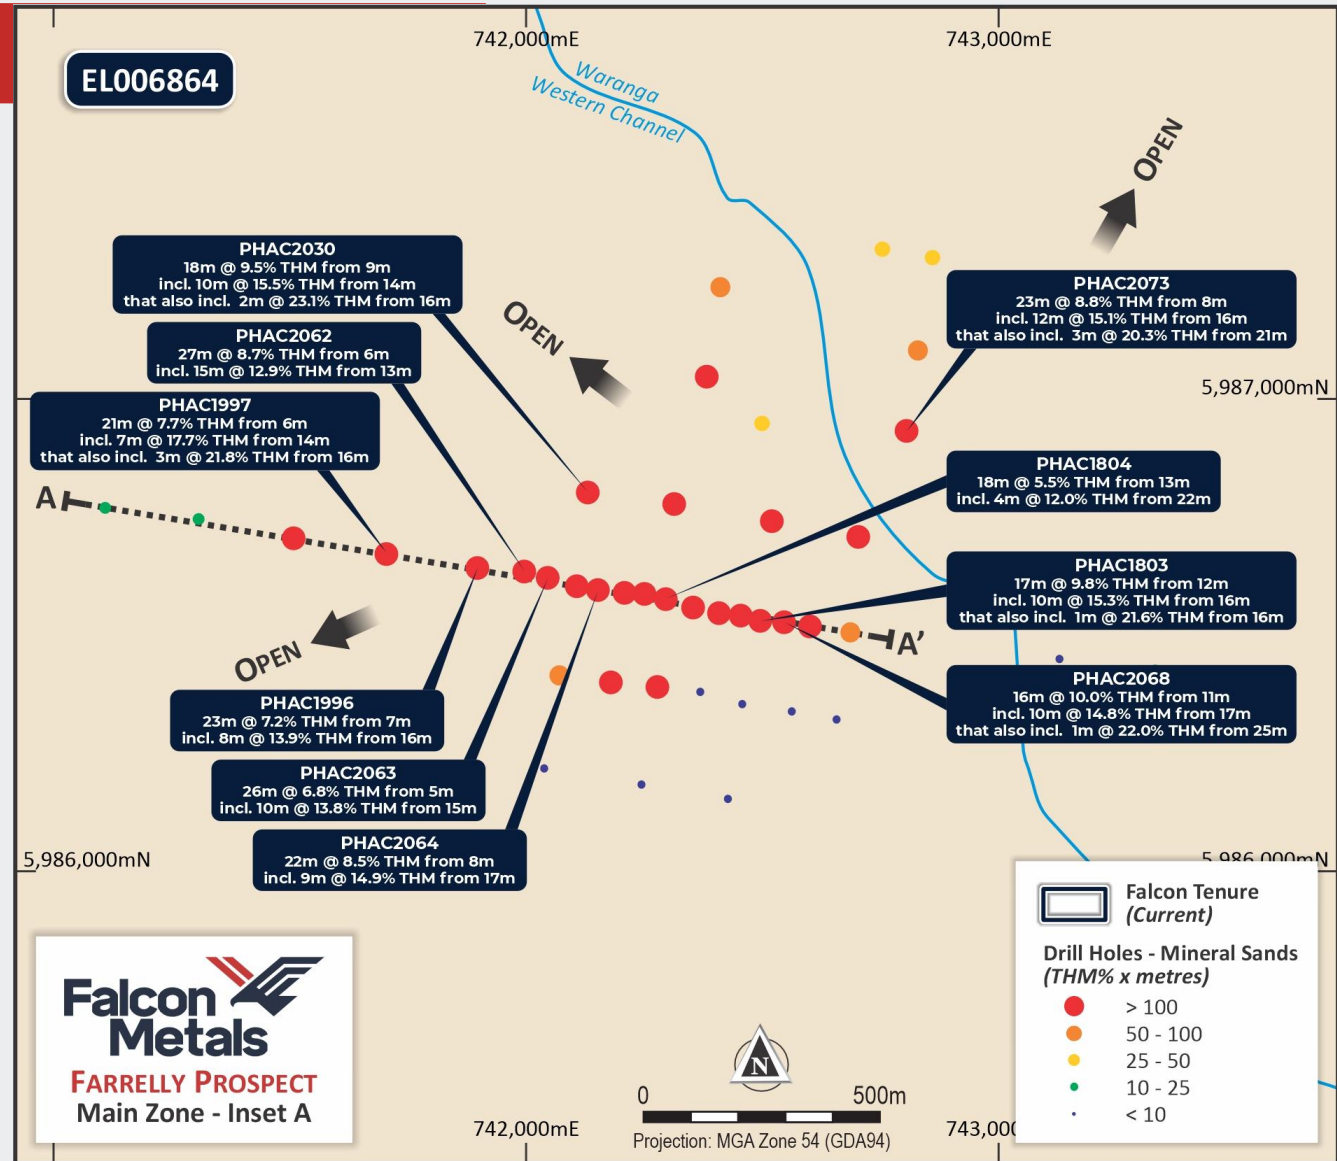 742,000mE
743,000mE
EL006864
Waranga
Western Channel
OPEN
PHAC2030
18m @ 9.5% THM from 9m
incl. 10m @ 15.5% THM from 14m
that also incl. 2m @ 23.1% THM from 16m
OPEN
PHAC2073
23m @ 8.8% THM from 8m
incl. 12m @ 15.1% THM from 16m
that also incl. 3m @ 20.3% THM from 21m
PHAC2062
27m @ 8.7% THM from 6m
incl. 15m @ 12.9% THM from 13m
5,987,000mN
PHAC1997
21m @ 7.7% THM from 6m
incl. 7m @ 17.7% THM from 14m
that also incl. 3m @ 21.8% THM from 16m
PHAC1804
18m @ 5.5% THM from 13m
incl. 4m @ 12.0% THM from 22m
A
PHAC1803
17m @ 9.8% THM from 12m
incl. 10m @ 15.3% THM from 16m
that also incl. 1m @ 21.6% THM from 16m
A’
OPEN
PHAC2068
16m @ 10.0% THM from 11m
incl. 10m @ 14.8% THM from 17m
that also incl. 1m @ 22.0% THM from 25m
PHAC1996
23m @ 7.2% THM from 7m
incl. 8m @ 13.9% THM from 16m
PHAC2063
26m @ 6.8% THM from 5m
incl. 10m @ 13.8% THM from 15m
PHAC2064
22m @ 8.5% THM from 8m
incl. 9m @ 14.9% THM from 17m
5,986,000mN
5,986,000mN
Falcon Tenure
(Current)
Drill Holes - Mineral Sands
(THM% x metres)
> 100
50 - 100
25 - 50
10 - 25
< 10
Falcon
Metals
FARRELLY PROSPECT
Main Zone - Inset A
N
0 500m
Projection: MGA Zone 54 (GDA94)
742,000mE
743,000